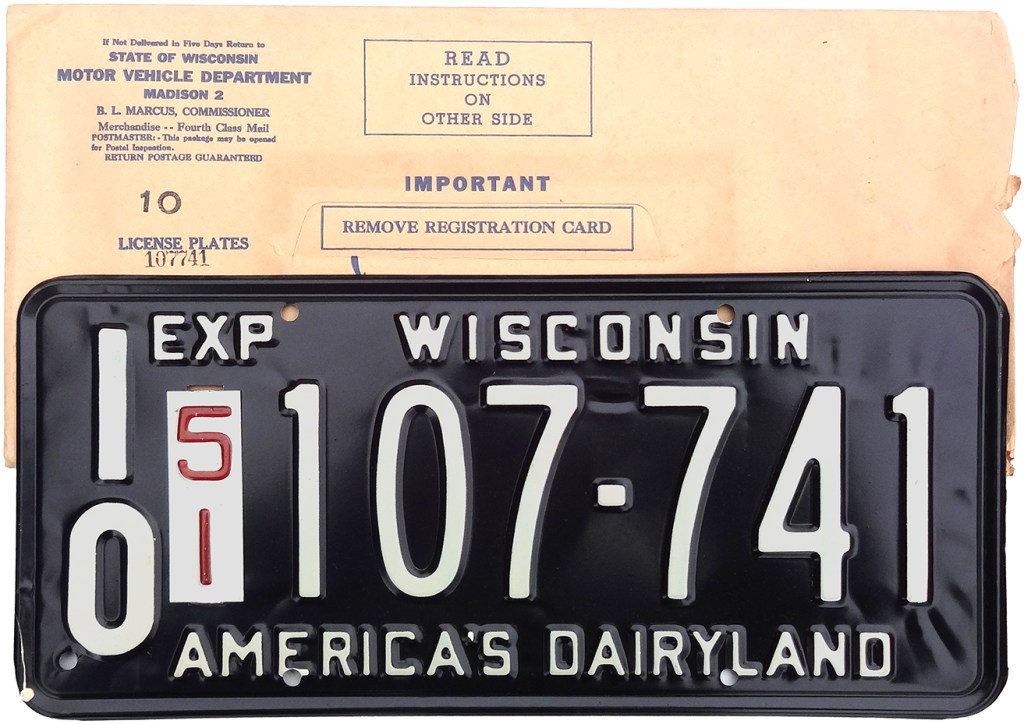 If Not Delivered in Five Days Return to
STATE OF WISCONSIN
MOTOR VEHICLE DEPARTMENT
MADISON 2
B. L. MARCUS, COMMISSIONER
Merchandise -- Fourth Class Mail
POSTMASTER: - This package may be opened
for Postal Inspection.
RETURN POSTAGE GUARANTEED
10
LICENSE PLATES
107741
READ
INSTRUCTIONS
ON
OTHER SIDE
IMPORTANT
REMOVE REGISTRATION CARD
EXP WISCONSIN
10
51
107-741
AMERICA'S DAIRYLAND